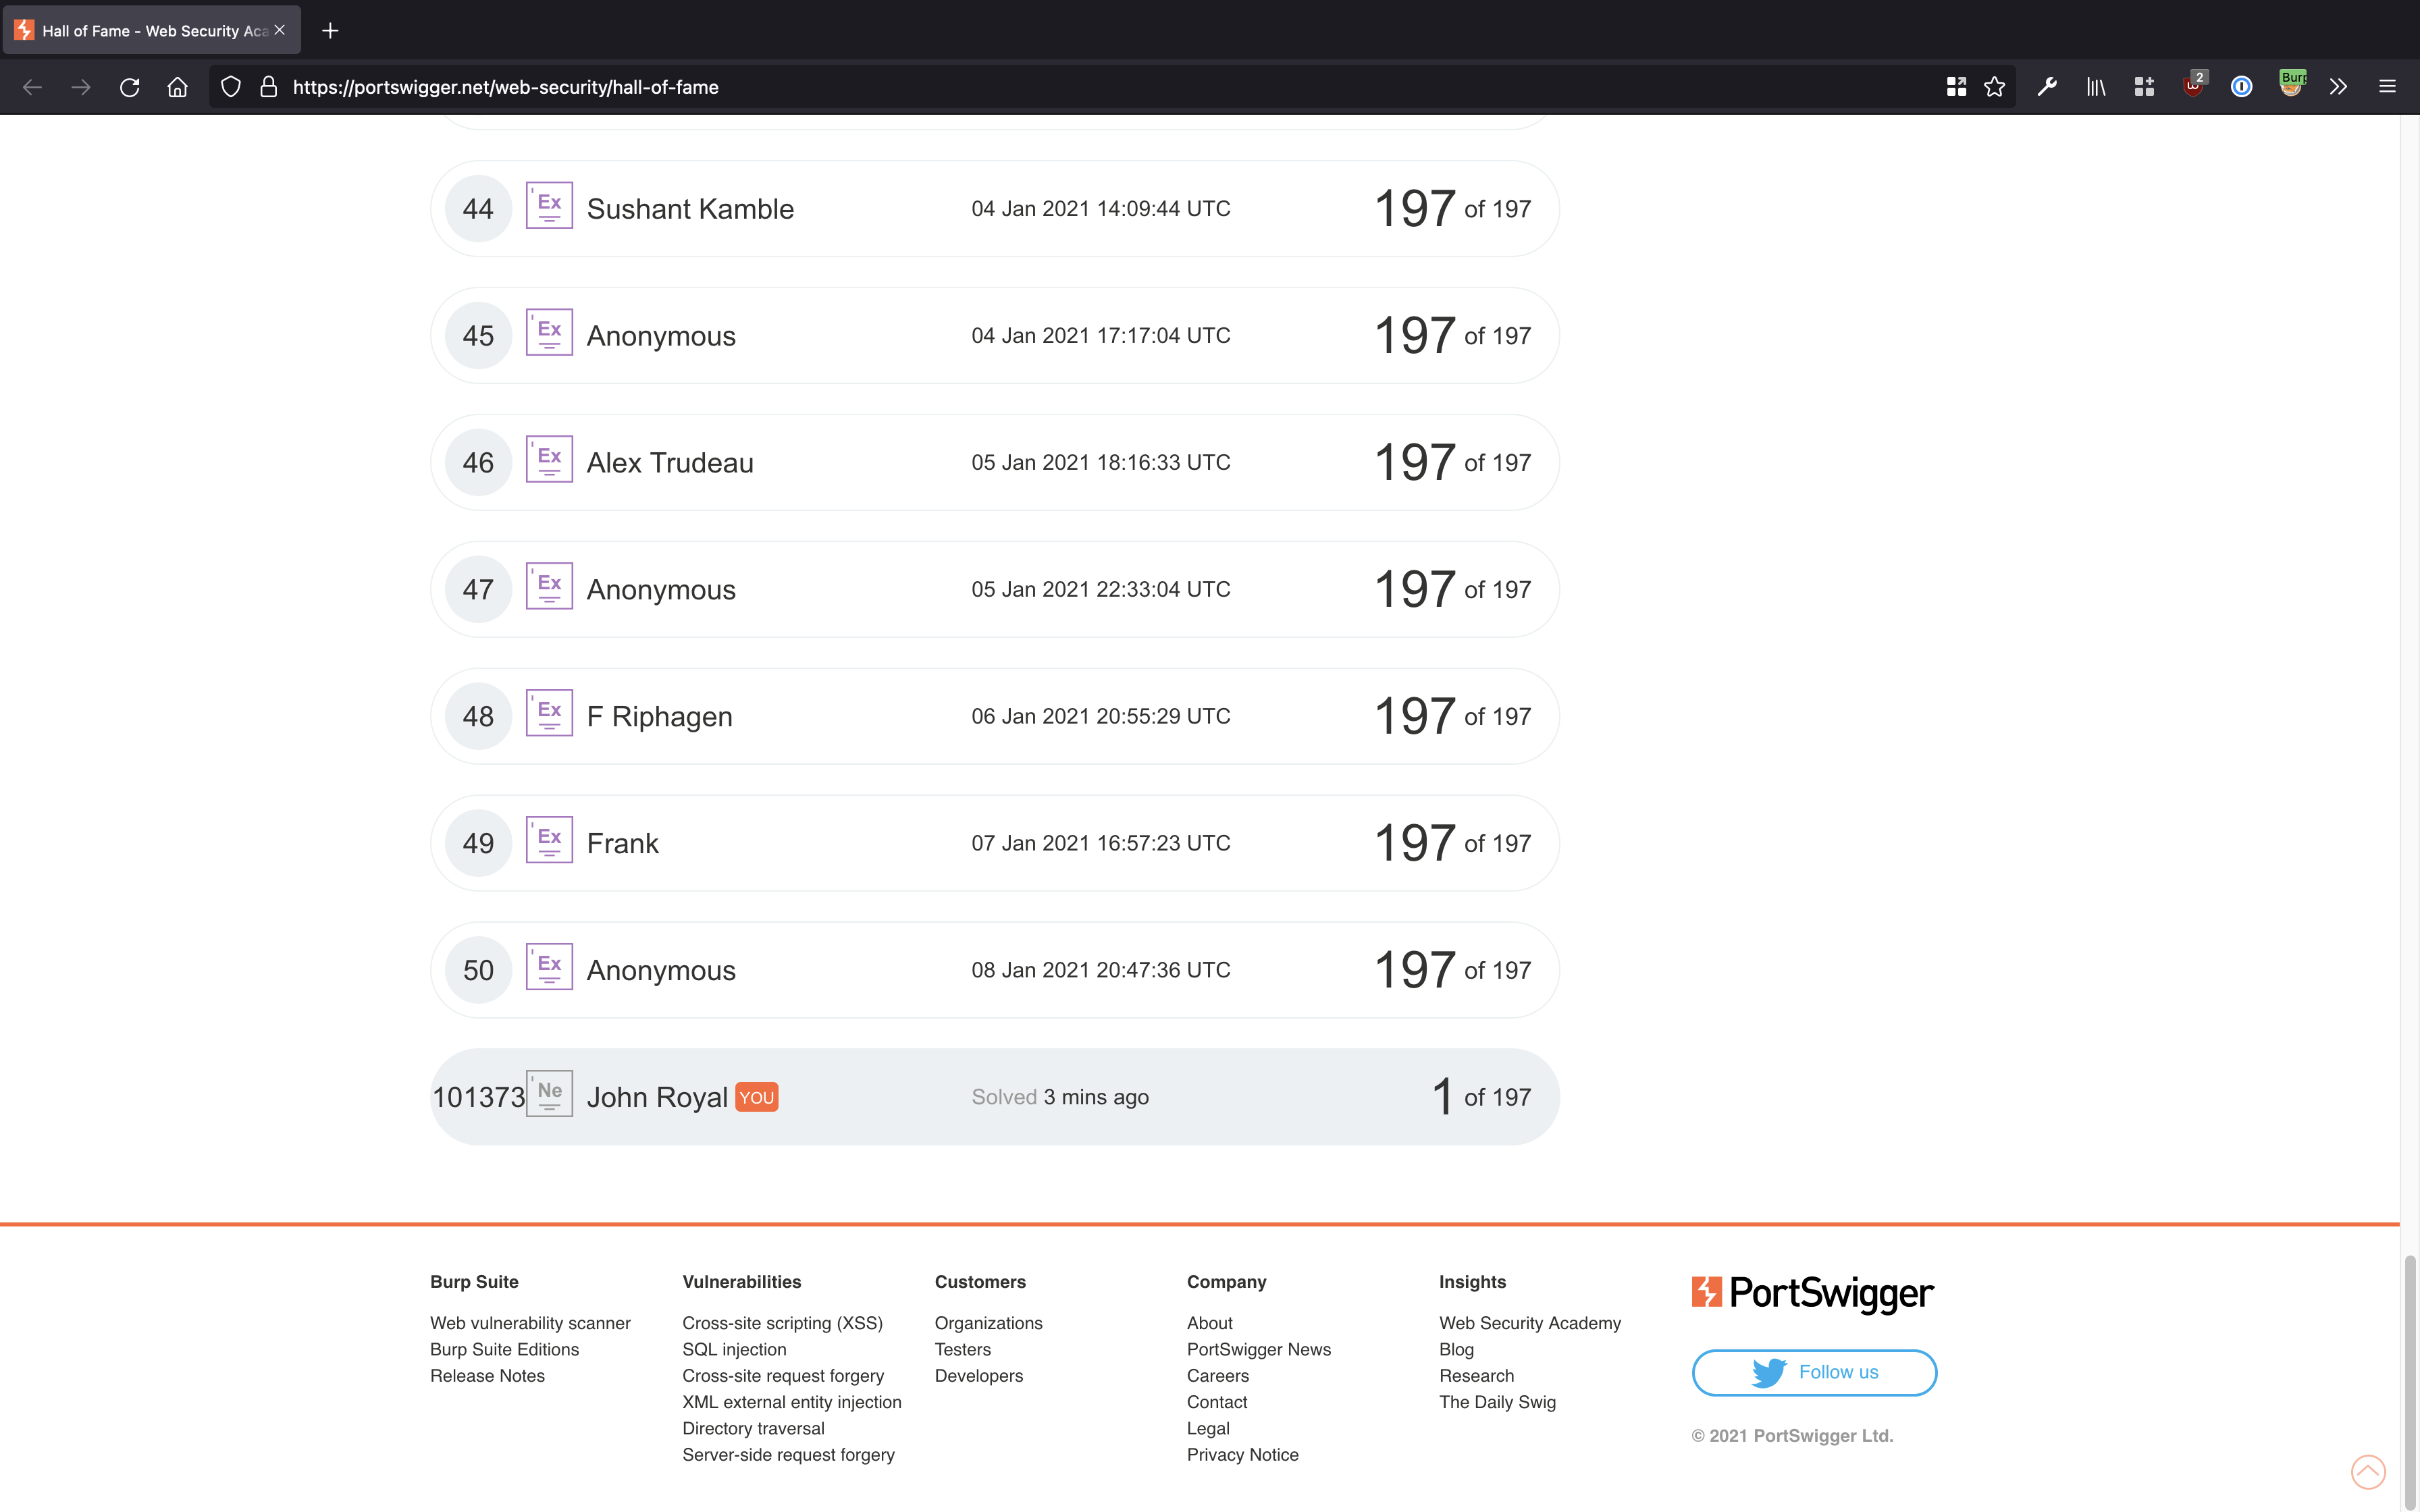 Hall of Fame - Web Security Aca
https://portswigger.net/web-security/hall-of-fame
2
Burp
44 Ex Sushant Kamble 04 Jan 2021 14:09:44 UTC 197 of 197
45 Ex Anonymous 04 Jan 2021 17:17:04 UTC 197 of 197
46 Ex Alex Trudeau 05 Jan 2021 18:16:33 UTC 197 of 197
47 Ex Anonymous 05 Jan 2021 22:33:04 UTC 197 of 197
48 Ex F Riphagen 06 Jan 2021 20:55:29 UTC 197 of 197
49 Ex Frank 07 Jan 2021 16:57:23 UTC 197 of 197
50 Ex Anonymous 08 Jan 2021 20:47:36 UTC 197 of 197
101373 Ne John Royal YOU Solved 3 mins ago 1 of 197
Burp Suite
Web vulnerability scanner
Burp Suite Editions
Release Notes
Vulnerabilities
Cross-site scripting (XSS)
SQL injection
Cross-site request forgery
XML external entity injection
Directory traversal
Server-side request forgery
Customers
Organizations
Testers
Developers
Company
About
PortSwigger News
Careers
Contact
Legal
Privacy Notice
Insights
Web Security Academy
Blog
Research
The Daily Swig
PortSwigger
Follow us
© 2021 PortSwigger Ltd.